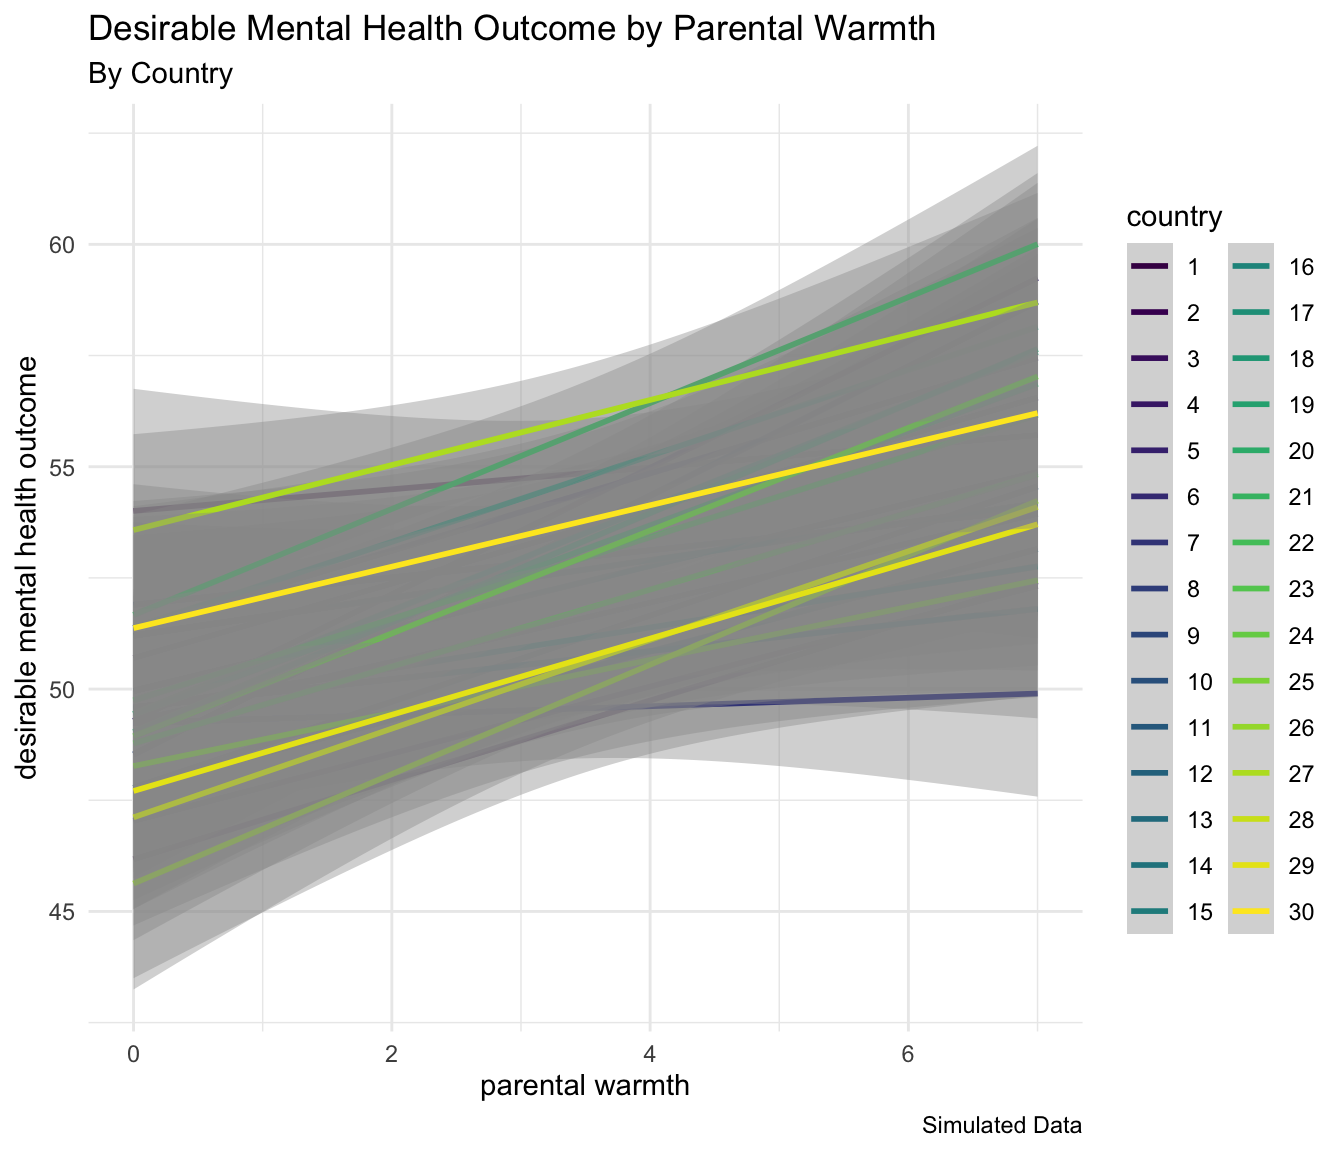 Desirable Mental Health Outcome by Parental Warmth
By Country
desirable mental health outcome
60
55
50
45
0 2 4 6
parental warmth
Simulated Data
country
1 16
2 17
3 18
4 19
5 20
6 21
7 22
8 23
9 24
10 25
11 26
12 27
13 28
14 29
15 30